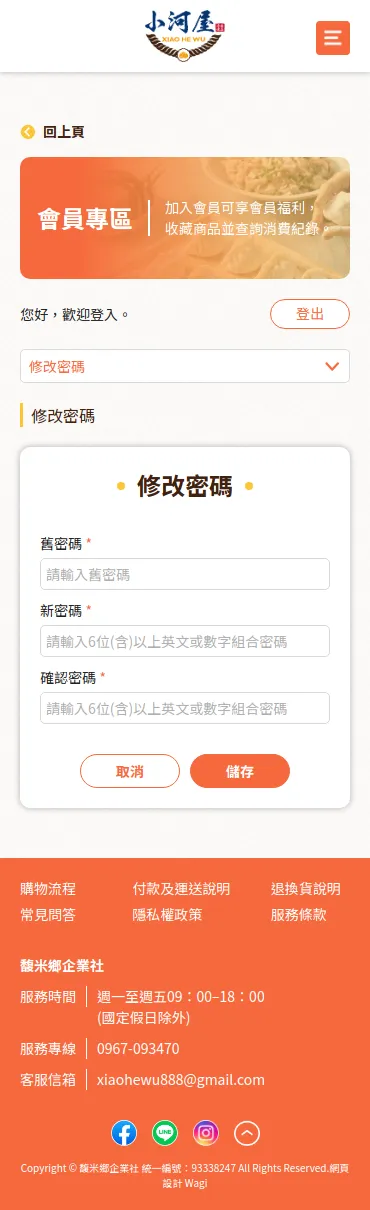 小河屋
XIAO HE WU
回上頁
會員專區
加入會員可享會員福利，
收藏商品並查詢消費紀錄。
您好，歡迎登入。
登出
修改密碼
修改密碼
修改密碼
舊密碼 *
請輸入舊密碼
新密碼 *
請輸入6位(含)以上英文或數字組合密碼
確認密碼 *
請輸入6位(含)以上英文或數字組合密碼
取消 儲存
購物流程 付款及運送說明 退換貨說明
常見問答 隱私權政策 服務條款
馥米鄉企業社
服務時間 週一至週五09：00–18：00
(國定假日除外)
服務專線 0967-093470
客服信箱 xiaohewu888@gmail.com
LINE
Copyright © 馥米鄉企業社 統一編號：93338247 All Rights Reserved.網頁
設計 Wagi